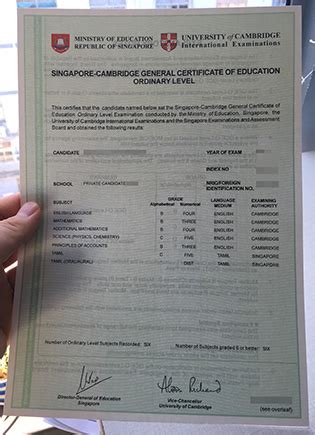 MINISTRY OF EDUCATION
REPUBLIC OF SINGAPORE
UNIVERSITY of CAMBRIDGE
International Examinations
SINGAPORE-CAMBRIDGE GENERAL CERTIFICATE OF EDUCATION
ORDINARY LEVEL
This certifies that the candidate named below sat the Singapore-Cambridge General Certificate of
Education Ordinary Level Examination conducted by the Ministry of Education, Singapore, the
University of Cambridge International Examinations and the Singapore Examinations and Assessment
Board and obtained the following results:
CANDIDATE YEAR OF EXAM
INDEX NO
SCHOOL PRIVATE CANDIDATE NRIC/FOREIGN
IDENTIFICATION NO.
SUBJECT GRADE LANGUAGE EXAMINING
Alphabetical Numerical MEDIUM AUTHORITY
ENGLISH LANGUAGE B FOUR ENGLISH CAMBRIDGE
MATHEMATICS B THREE ENGLISH CAMBRIDGE
ADDITIONAL MATHEMATICS B FOUR ENGLISH CAMBRIDGE
SCIENCE (PHYSICS, CHEMISTRY) C FIVE ENGLISH CAMBRIDGE
PRINCIPLES OF ACCOUNTS B THREE ENGLISH CAMBRIDGE
TAMIL C FIVE TAMIL SINGAPORE
TAMIL (ORAL/AURAL) DIST TAMIL SINGAPORE
Number of Ordinary Level Subjects Recorded: SIX Number of subjects graded 6 or better: SIX
Director-General of Education
Singapore
Vice-Chancellor
University of Cambridge
(see overleaf)